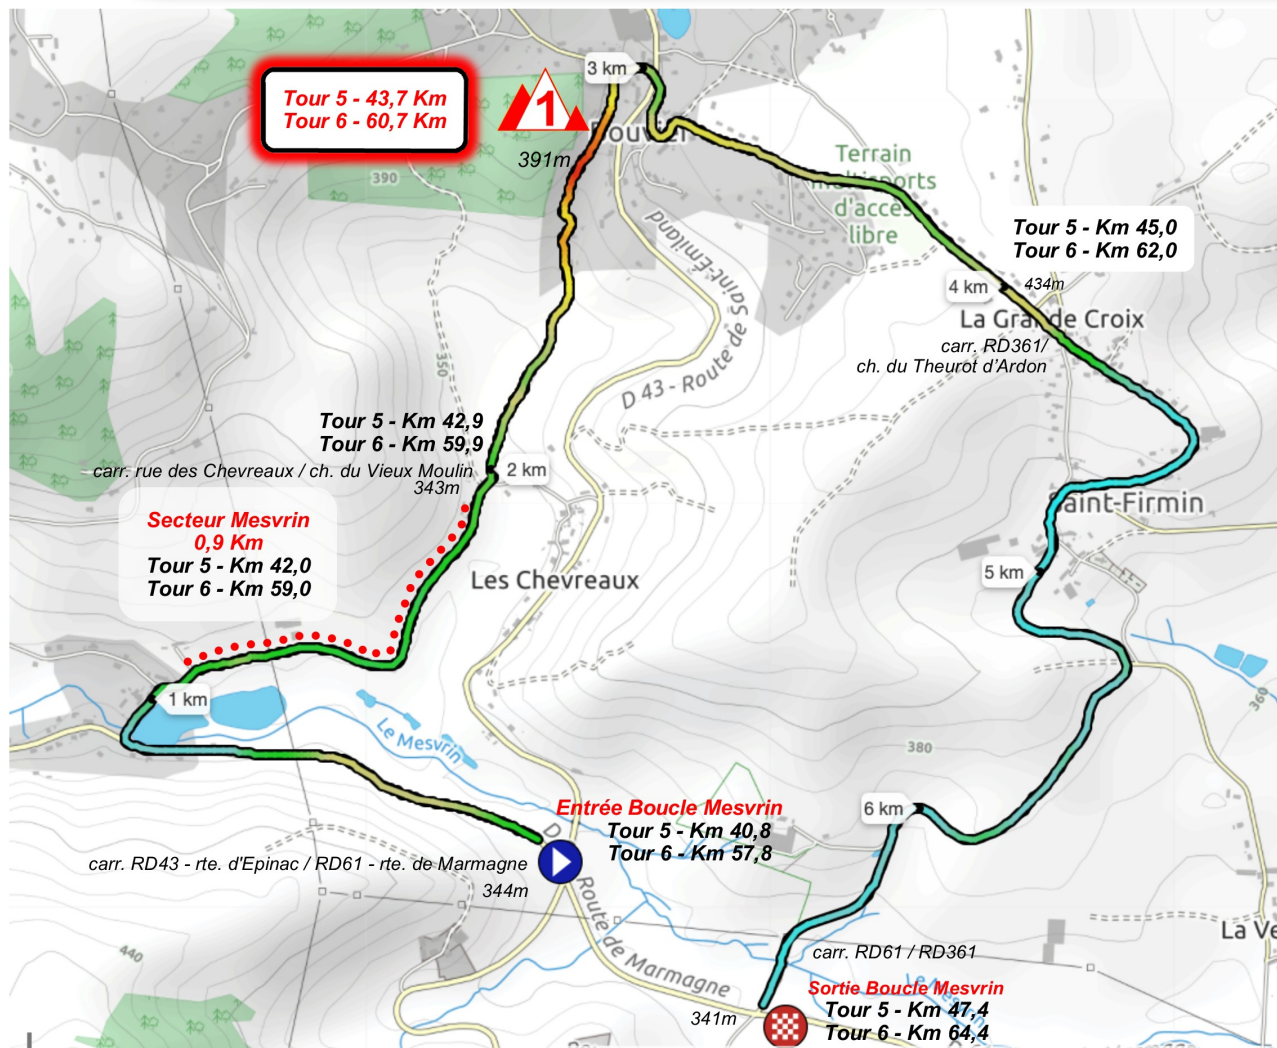 3 km
Tour 5 - 43,7 Km
Tour 6 - 60,7 Km
1
391m
390
Terrain
multisports
d'accès
libre
Tour 5 - Km 45,0
Tour 6 - Km 62,0
4 km
434m
La Grande Croix
carr. RD361/
ch. du Theurot d'Ardon
D 43 - Route de Saint-Émiland
350
Tour 5 - Km 42,9
Tour 6 - Km 59,9
carr. rue des Chevreaux / ch. du Vieux Moulin
343m
2 km
Saint-Firmin
Secteur Mesvrin
0,9 Km
Tour 5 - Km 42,0
Tour 6 - Km 59,0
Les Chevreaux
5 km
1 km
360
Le Mesvrin
380
Entrée Boucle Mesvrin
Tour 5 - Km 40,8
Tour 6 - Km 57,8
6 km
carr. RD43 - rte. d'Epinac / RD61 - rte. de Marmagne
344m
Route de Marmagne
La Ve
440
carr. RD61 / RD361
Sortie Boucle Mesvrin
Tour 5 - Km 47,4
Tour 6 - Km 64,4
341m